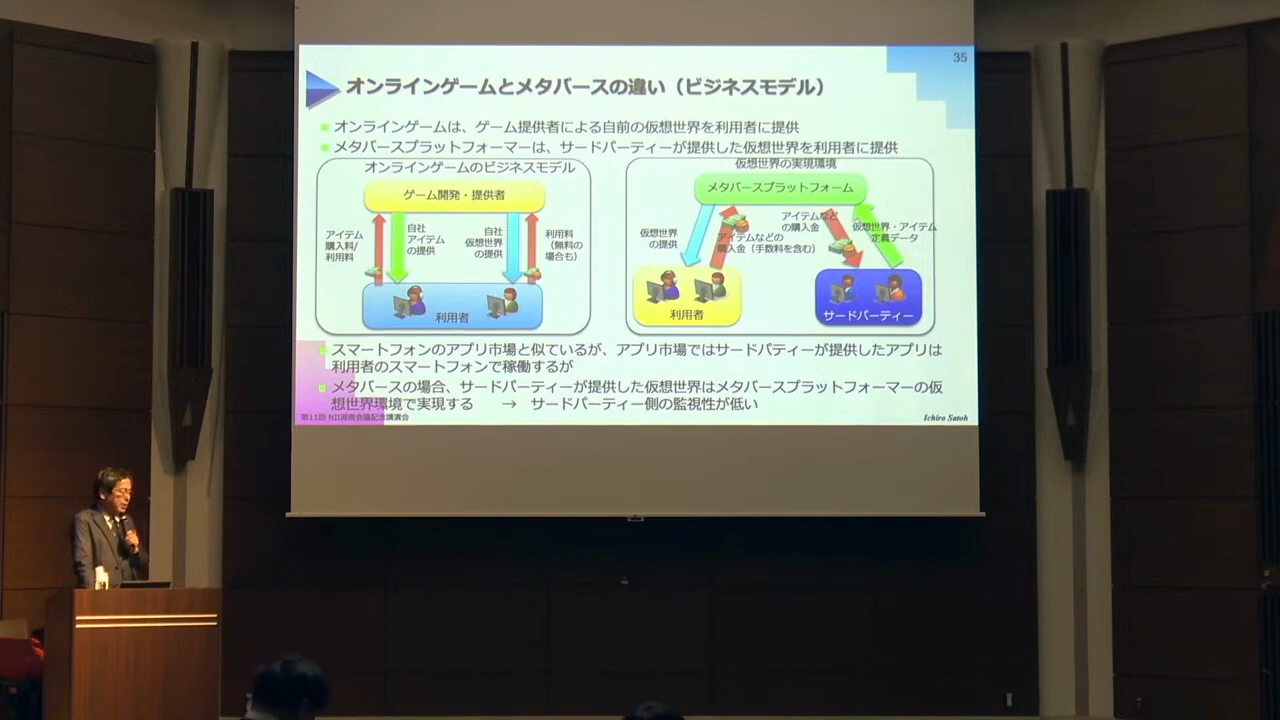 35
オンラインゲームとメタバースの違い（ビジネスモデル）
オンラインゲームは、ゲーム提供者による自前の仮想世界を利用者に提供
メタバースプラットフォーマーは、サードパーティーが提供した仮想世界を利用者に提供
オンラインゲームのビジネスモデル
ゲーム開発・提供者
アイテム
購入料/
利用料
自社
アイテム
の提供
自社
仮想世界
の提供
利用料
（無料の
場合も）
利用者
仮想世界の実現環境
メタバースプラットフォーム
仮想世界
の提供
アイテムなどの
購入金（手数料を含む）
アイテムなど
の購入金
仮想世界・アイテム
定義データ
利用者
サードパーティー
スマートフォンのアプリ市場と似ているが、アプリ市場ではサードパティーが提供したアプリは
利用者のスマートフォンで稼働するが
メタバースの場合、サードパーティーが提供した仮想世界はメタバースプラットフォーマーの仮
想世界環境で実現する　→　サードパーティー側の監視性が低い
第11回 NII湘南会議記念講演会
Ichiro Satoh